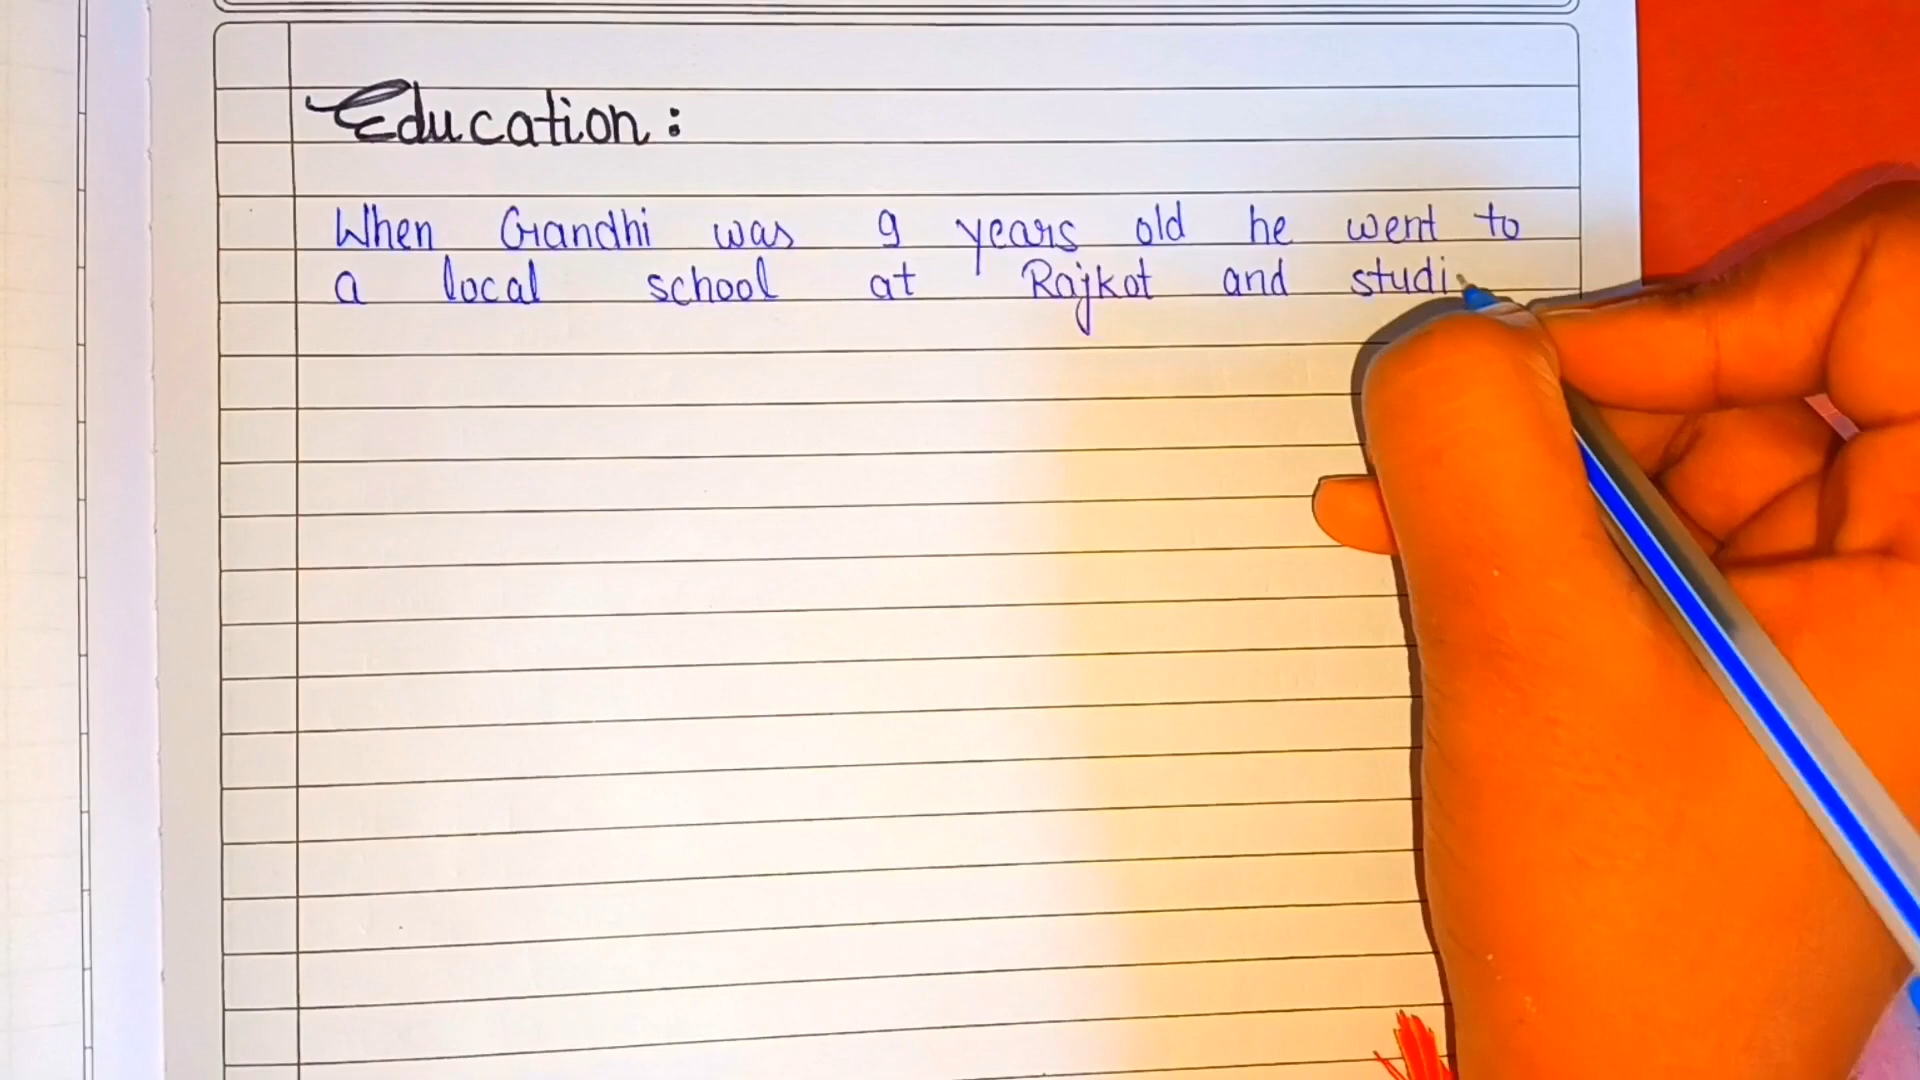 Education:
When Gandhi was 9 years old he went to
a local school at Rajkot and studi